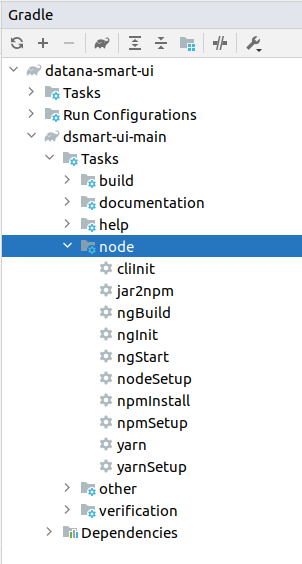 Gradle
datana-smart-ui
Tasks
Run Configurations
dsmart-ui-main
Tasks
build
documentation
help
node
cliInit
jar2npm
ngBuild
ngInit
ngStart
nodeSetup
npmInstall
npmSetup
yarn
yarnSetup
other
verification
Dependencies